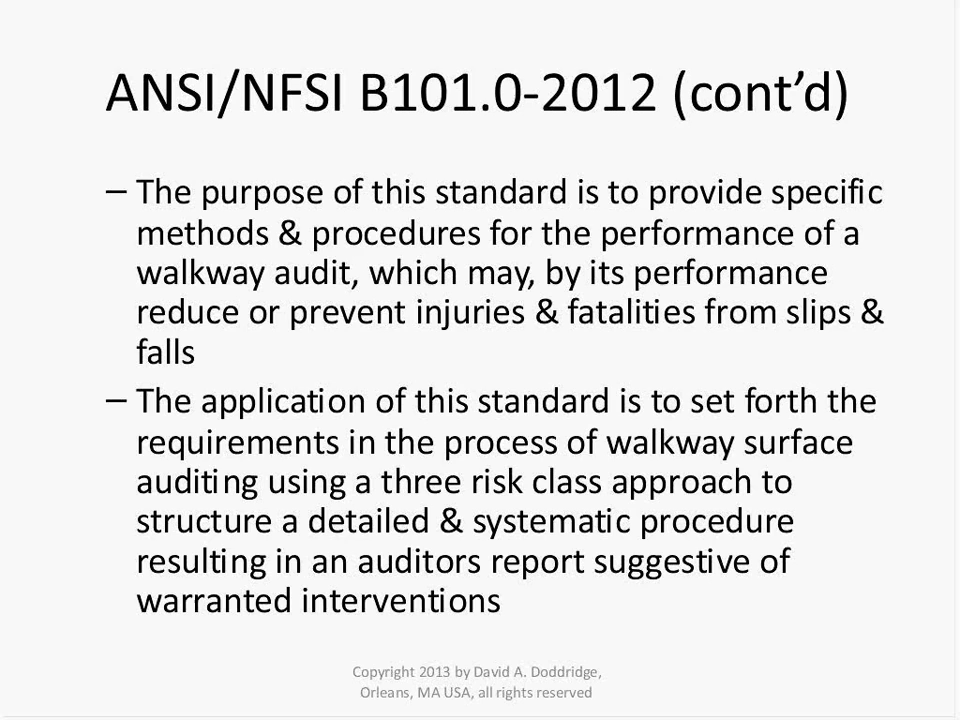 ANSI/NFSI B101.0-2012 (cont’d)
– The purpose of this standard is to provide specific
methods & procedures for the performance of a
walkway audit, which may, by its performance
reduce or prevent injuries & fatalities from slips &
falls
– The application of this standard is to set forth the
requirements in the process of walkway surface
auditing using a three risk class approach to
structure a detailed & systematic procedure
resulting in an auditors report suggestive of
warranted interventions
Copyright 2013 by David A. Doddridge,
Orleans, MA USA, all rights reserved